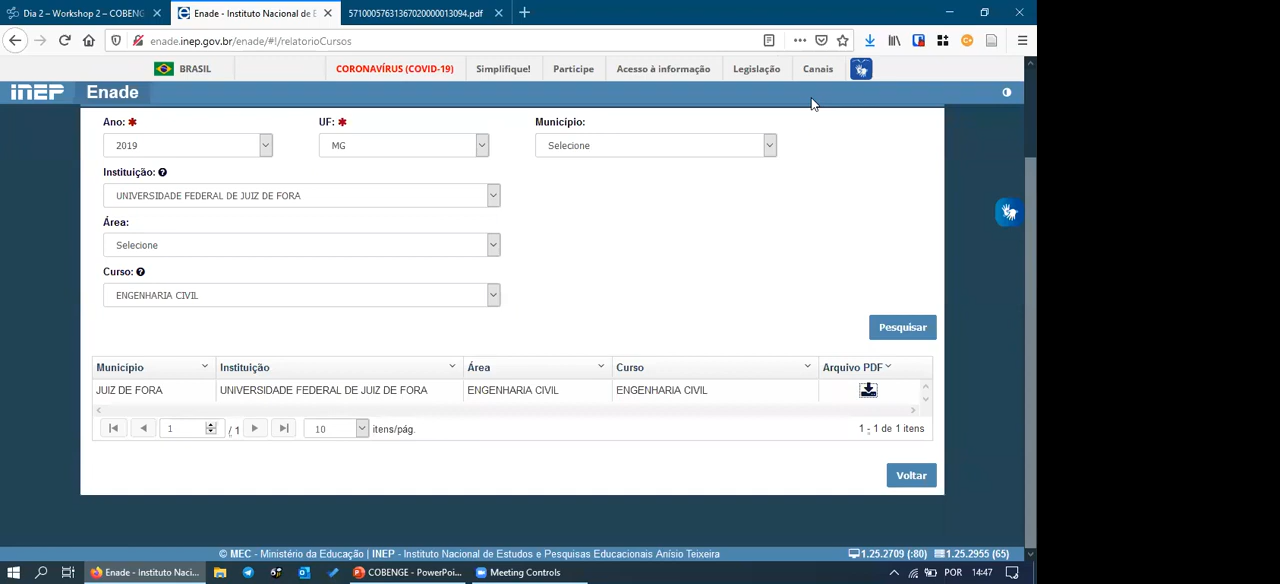 Dia 2 – Workshop 2 – COBENG
Enade - Instituto Nacional de E
57100057631367020000013094.pdf
enade.inep.gov.br/enade/#!/relatorioCursos
BRASIL
CORONAVÍRUS (COVID-19)
Simplifique!
Participe
Acesso à informação
Legislação
Canais
inep
Enade
Ano: *
UF: *
Município:
2019
MG
Selecione
Instituição:
UNIVERSIDADE FEDERAL DE JUIZ DE FORA
Área:
Selecione
Curso:
ENGENHARIA CIVIL
Pesquisar
Município Instituição Área Curso Arquivo PDF
JUIZ DE FORA UNIVERSIDADE FEDERAL DE JUIZ DE FORA ENGENHARIA CIVIL ENGENHARIA CIVIL
1 / 1 10 itens/pág. 1 - 1 de 1 itens
Voltar
© MEC - Ministério da Educação | INEP - Instituto Nacional de Estudos e Pesquisas Educacionais Anísio Teixeira
1.25.2709 (:80) 1.25.2955 (65)
Enade - Instituto Naci...
COBENGE - PowerPoi...
Meeting Controls
POR
14:47